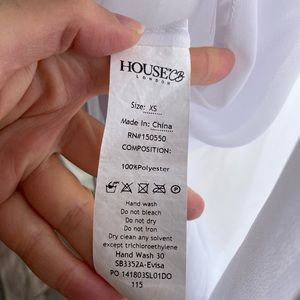 HOUSE OF CB
LONDON
Size: XS
Made In: China
RN#150550
COMPOSITION:
100%Polyester
Hand wash
Do not bleach
Do not dry
Do not iron
Dry clean any solvent
except trichloroethylene
Hand Wash 30
SB3352A-Evisa
PO 141803SL01DO
115